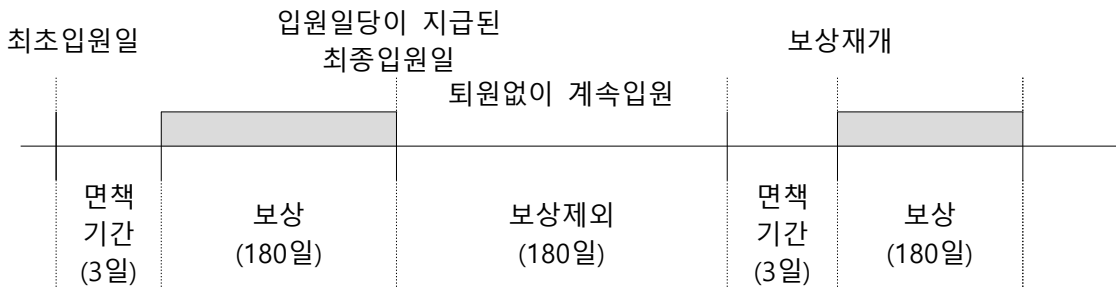 최초입원일
입원일당이 지급된
최종입원일
보상재개
퇴원없이 계속입원
면책
기간
(3일)
보상
(180일)
보상제외
(180일)
면책
기간
(3일)
보상
(180일)